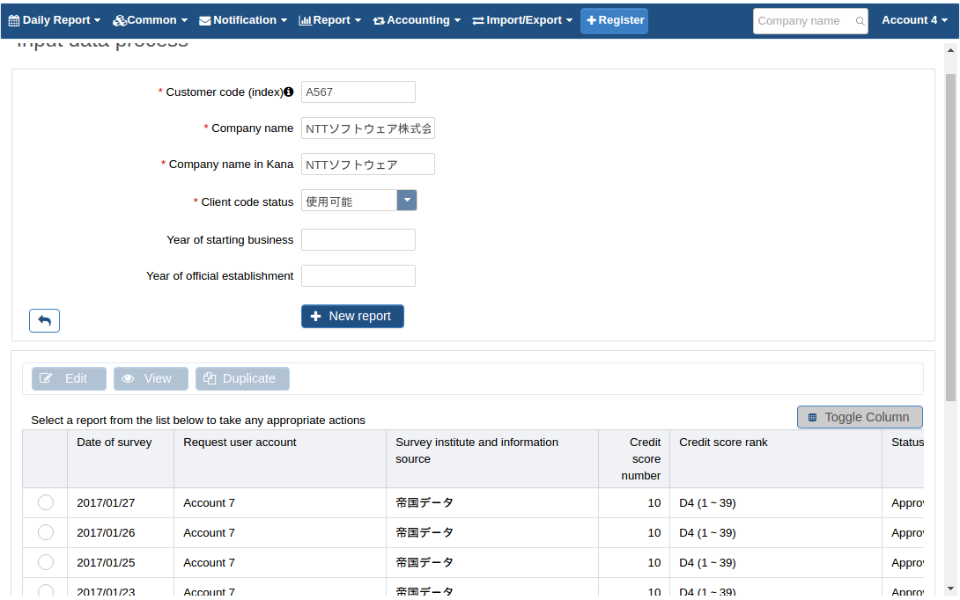 Daily Report Common Notification Report Accounting Import/Export Register Company name Account 4
Input data process
* Customer code (index) A567
* Company name NTTソフトウェア株式会
* Company name in Kana NTTソフトウェア
* Client code status 使用可能
Year of starting business
Year of official establishment
New report
Edit View Duplicate
Select a report from the list below to take any appropriate actions Toggle Column
Date of survey Request user account Survey institute and information source Credit score number Credit score rank Status
2017/01/27 Account 7 帝国データ 10 D4 (1 ~ 39) Approv
2017/01/26 Account 7 帝国データ 10 D4 (1 ~ 39) Approv
2017/01/25 Account 7 帝国データ 10 D4 (1 ~ 39) Approv
2017/01/23 Account 7 帝国データ 10 D4 (1 ~ 39) Approv